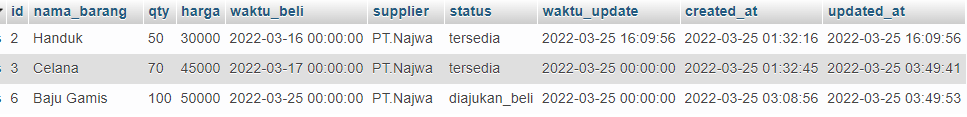 id nama_barang qty harga waktu_beli supplier status waktu_update created_at updated_at
2 Handuk 50 30000 2022-03-16 00:00:00 PT.Najwa tersedia 2022-03-25 16:09:56 2022-03-25 01:32:16 2022-03-25 16:09:56
3 Celana 70 45000 2022-03-17 00:00:00 PT.Najwa tersedia 2022-03-25 00:00:00 2022-03-25 01:32:45 2022-03-25 03:49:41
6 Baju Gamis 100 50000 2022-03-25 00:00:00 PT.Najwa diajukan_beli 2022-03-25 00:00:00 2022-03-25 03:08:56 2022-03-25 03:49:53